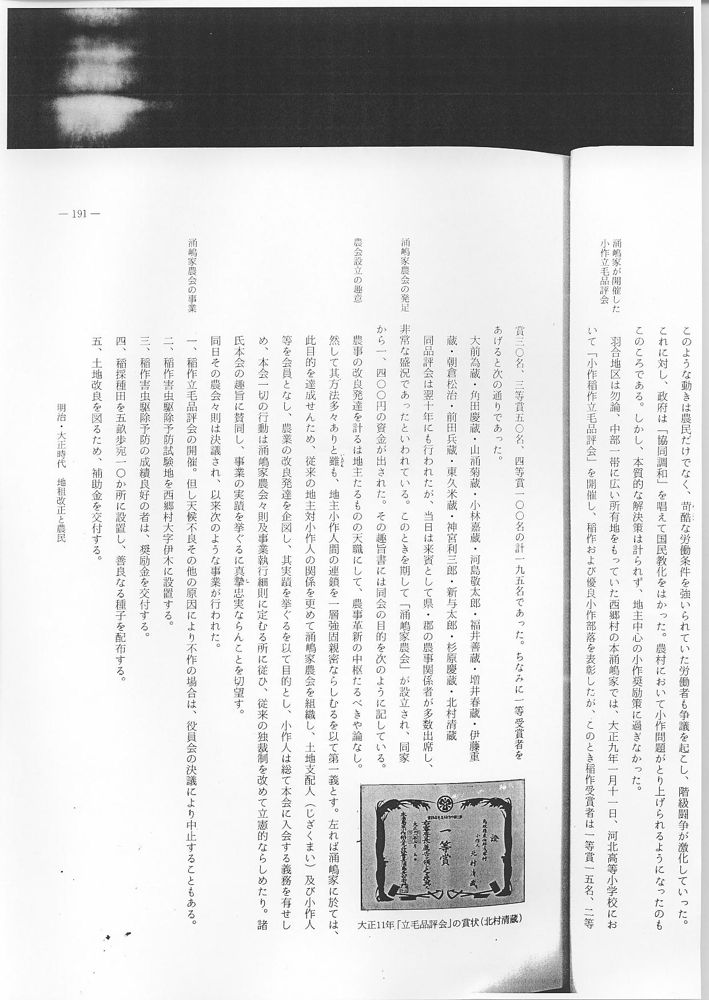 このような動きは農民だけでなく、苛酷な労働条件を強いられていた労働者も争議を起こし、階級闘争が激化していった。
これに対し、政府は「協同調和」を唱えて国民教化をはかった。農村において小作問題がとり上げられるようになったのも
このころである。しかし、本質的な解決策は計られず、地主中心の小作奨励策に過ぎなかった。
涌嶋家が開催した
小作立毛品評会
羽合地区は勿論、中部一帯に広い所有地をもっていた西郷村の本涌嶋家では、大正九年一月十一日、河北高等小学校にお
いて「小作稲作立毛品評会」を開催し、稲作および優良小作部落を表彰したが、このとき稲作受賞者は一等賞一五名、二等
賞三〇名、三等賞五〇名、四等賞一〇〇名の計一九五名であった。ちなみに一等受賞者を
あげると次の通りであった。
大前為蔵・角田慶蔵・山涌菊蔵・小林嘉蔵・河島敬太郎・福井善蔵・増井春蔵・伊藤重
蔵・朝倉松治・前田兵蔵・東久米蔵・神宮利三郎・新与太郎・杉原慶蔵・北村清蔵
同品評会は翌十年にも行われたが、当日は来賓として県・郡の農事関係者が多数出席し、
涌嶋家農会の発足
非常な盛況であったといわれている。このときを期して「涌嶋家農会」が設立され、同家
から一、四〇〇円の資金が出された。その趣旨書には同会の目的を次のように記している。
農会設立の趣意
農事の改良発達を計るは地主たるものの天職にして、農事革新の中枢たるべきや論なし。
然して其方法多々ありと雖も、地主小作人間の連鎖を一層強固親密ならしむるを以て第一義とす。左れば涌嶋家に於ては、
いえど
此目的を達成せんため、従来の地主対小作人の関係を更めて涌嶋家農会を組織し、土地支配人（じざくまい）及び小作人
等を会員となし、農業の改良発達を企図し、其実蹟を挙ぐるを以て目的とし、小作人は総て本会に入会する義務を有せし
め、本会一切の行動は涌嶋家農会々則及事業執行細則に定むる所に従ひ、従来の独裁制を改めて立憲的ならしめたり。諸
氏本会の趣旨に賛同し、事業の実蹟を挙ぐるに真摯忠実ならんことを切望す。
し
同日その農会々則は決議され、以来次のような事業が行われた。
涌嶋家農会の事業
一、稲作立毛品評会の開催。但し天候不良その他の原因により不作の場合は、役員会の決議により中止することもある。
二、稲作害虫駆除予防試験地を西郷村大字伊木に設置する。
三、稲作害虫駆除予防の成績良好の者は、奨励金を交付する。
四、稲採種田を五畝歩宛一〇か所に設置し、善良なる種子を配布する。
五、土地改良を図るため、補助金を交付する。
證
小作人 北村清蔵
一等賞
大正11年「立毛品評会」の賞状（北村清蔵）
明治・大正時代 地租改正と農民
― 191 ―